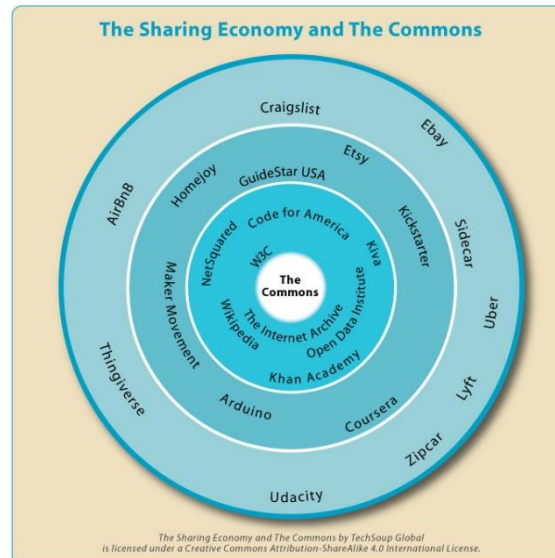 The Sharing Economy and The Commons
Craigslist
Ebay
Etsy
AirBnB
Homejoy
GuideStar USA
Kickstarter
Sidecar
Code for America
NetSquared
Kiva
W3C
The
Commons
Uber
Maker Movement
Wikipedia
The Internet Archive
Open Data Institute
Khan Academy
Thingiverse
Lyft
Arduino
Coursera
Zipcar
Udacity
The Sharing Economy and The Commons by TechSoup Global
is licensed under a Creative Commons Attribution-ShareAlike 4.0 International License.